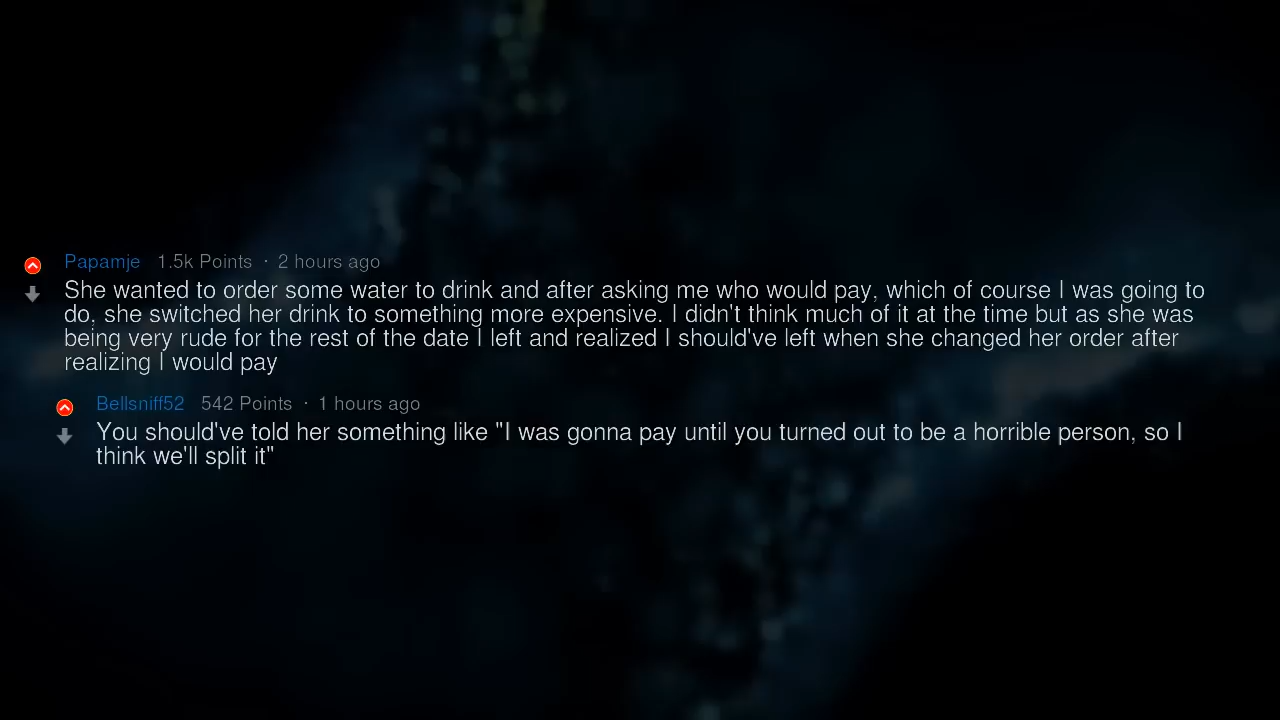 Papamje 1.5k Points · 2 hours ago
She wanted to order some water to drink and after asking me who would pay, which of course I was going to
do, she switched her drink to something more expensive. I didn't think much of it at the time but as she was
being very rude for the rest of the date I left and realized I should've left when she changed her order after
realizing I would pay
Bellsniff52 542 Points · 1 hours ago
You should've told her something like "I was gonna pay until you turned out to be a horrible person, so I
think we'll split it"